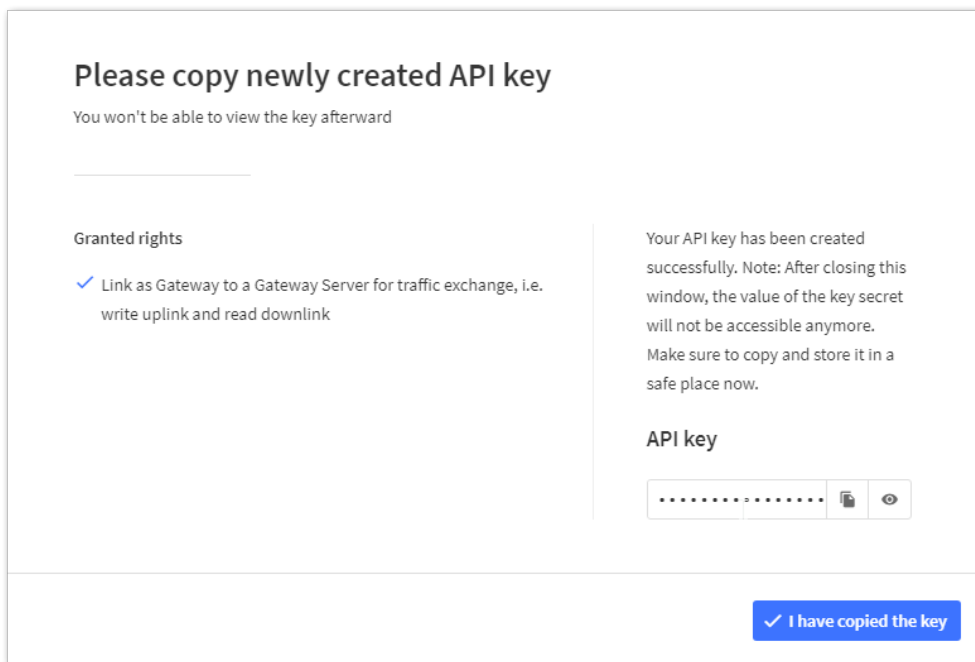 Please copy newly created API key
You won't be able to view the key afterward
Granted rights
Link as Gateway to a Gateway Server for traffic exchange, i.e.
write uplink and read downlink
Your API key has been created
successfully. Note: After closing this
window, the value of the key secret
will not be accessible anymore.
Make sure to copy and store it in a
safe place now.
API key
I have copied the key